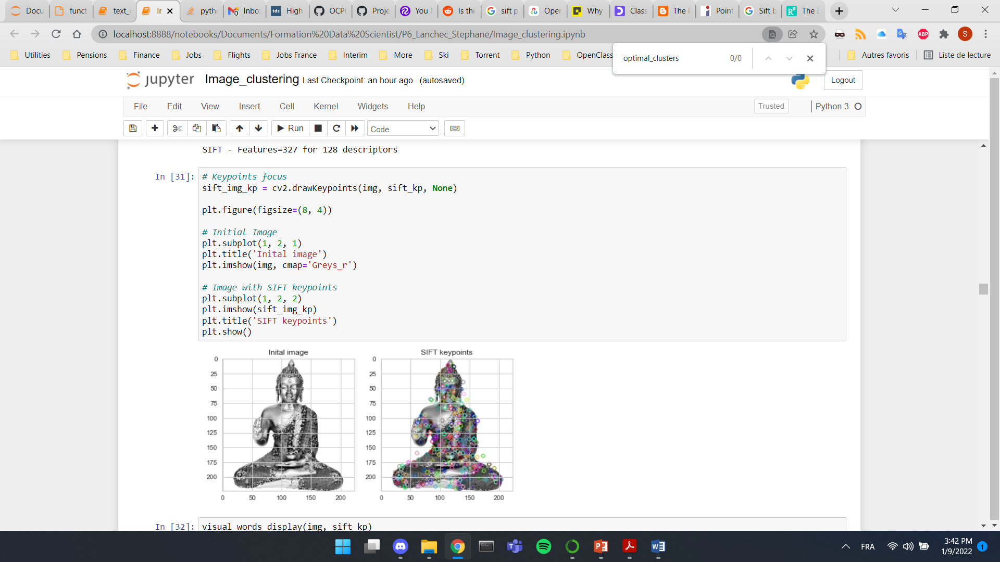 Docu
funct
text_
Ir
pytho
Inbo
tds High
OCP
Proje
You N
Is the
sift p
Oper
Why
Class
The F
Point
Sift b
The E
localhost:8888/notebooks/Documents/Formation%20Data%20Scientist/P6_Lanchec_Stephane/Image_clustering.ipynb
ABP
S
Utilities
Pensions
Finance
Jobs
Flights
Jobs France
Interim
More
Ski
Torrent
Python
OpenClass
Autres favoris
Liste de lecture
optimal_clusters 0/0
jupyter Image_clustering Last Checkpoint: an hour ago (autosaved)
Logout
File Edit View Insert Cell Kernel Widgets Help
Trusted
Python 3
Run
Code
SIFT - Features=327 for 128 descriptors
In [31]:
# Keypoints focus
sift_img_kp = cv2.drawKeypoints(img, sift_kp, None)
plt.figure(figsize=(8, 4))
# Initial Image
plt.subplot(1, 2, 1)
plt.title('Inital image')
plt.imshow(img, cmap='Greys_r')
# Image with SIFT keypoints
plt.subplot(1, 2, 2)
plt.imshow(sift_img_kp)
plt.title('SIFT keypoints')
plt.show()
Inital image
0
25
50
75
100
125
150
175
200
0 50 100 150 200
SIFT keypoints
0
25
50
75
100
125
150
175
200
0 50 100 150 200
In [32]:
visual_words_display(img, sift_kp)
FRA
3:42 PM
1/9/2022
1